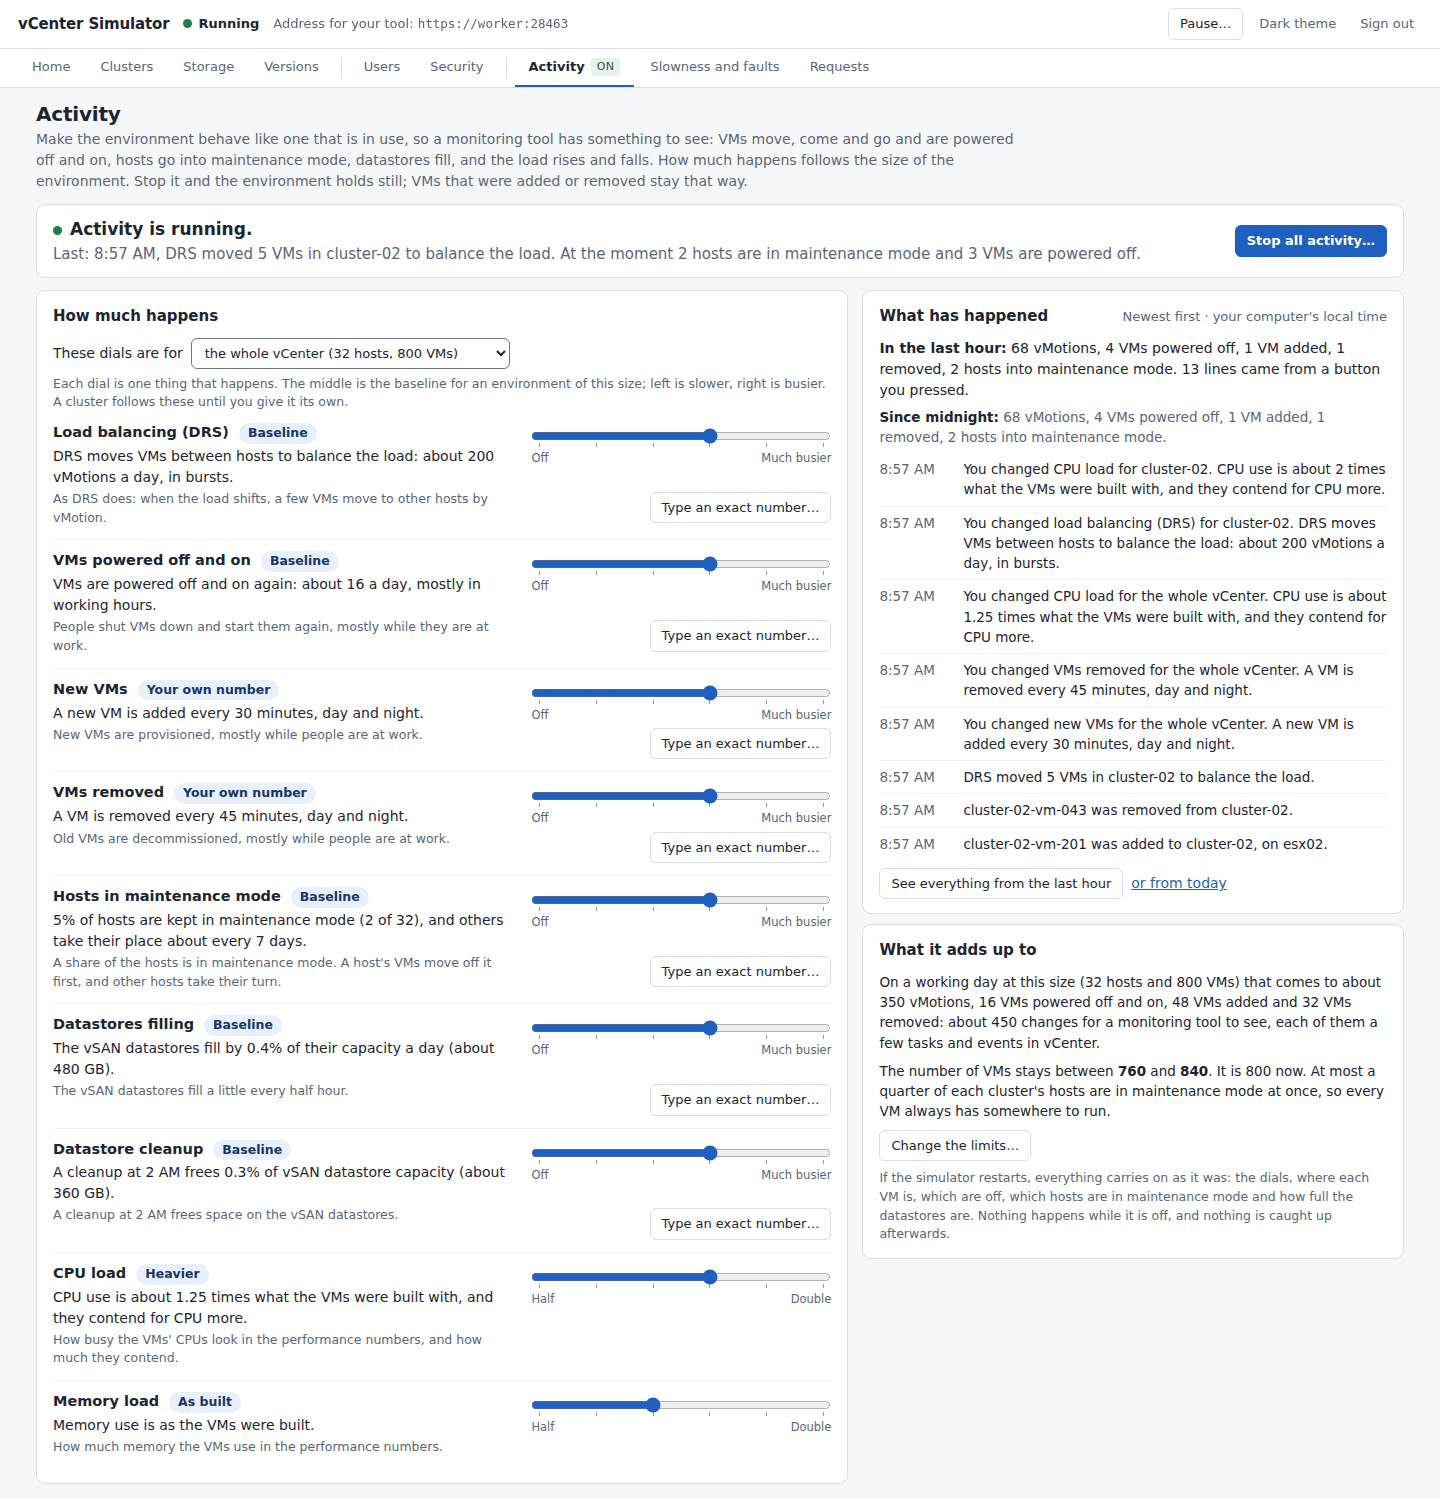 vCenter Simulator
Running
Address for your tool: https://worker:28463
Pause…
Dark theme
Sign out
Home
Clusters
Storage
Versions
Users
Security
Activity ON
Slowness and faults
Requests
Activity
Make the environment behave like one that is in use, so a monitoring tool has something to see: VMs move, come and go and are powered
off and on, hosts go into maintenance mode, datastores fill, and the load rises and falls. How much happens follows the size of the
environment. Stop it and the environment holds still; VMs that were added or removed stay that way.
Activity is running.
Last: 8:57 AM, DRS moved 5 VMs in cluster-02 to balance the load. At the moment 2 hosts are in maintenance mode and 3 VMs are powered off.
Stop all activity…
How much happens
These dials are for the whole vCenter (32 hosts, 800 VMs)
Each dial is one thing that happens. The middle is the baseline for an environment of this size; left is slower, right is busier.
A cluster follows these until you give it its own.
Load balancing (DRS) Baseline
DRS moves VMs between hosts to balance the load: about 200
vMotions a day, in bursts.
As DRS does: when the load shifts, a few VMs move to other hosts by
vMotion.
Off
Much busier
Type an exact number…
VMs powered off and on Baseline
VMs are powered off and on again: about 16 a day, mostly in
working hours.
People shut VMs down and start them again, mostly while they are at
work.
Off
Much busier
Type an exact number…
New VMs Your own number
A new VM is added every 30 minutes, day and night.
New VMs are provisioned, mostly while people are at work.
Off
Much busier
Type an exact number…
VMs removed Your own number
A VM is removed every 45 minutes, day and night.
Old VMs are decommissioned, mostly while people are at work.
Off
Much busier
Type an exact number…
Hosts in maintenance mode Baseline
5% of hosts are kept in maintenance mode (2 of 32), and others
take their place about every 7 days.
A share of the hosts is in maintenance mode. A host's VMs move off it
first, and other hosts take their turn.
Off
Much busier
Type an exact number…
Datastores filling Baseline
The vSAN datastores fill by 0.4% of their capacity a day (about
480 GB).
The vSAN datastores fill a little every half hour.
Off
Much busier
Type an exact number…
Datastore cleanup Baseline
A cleanup at 2 AM frees 0.3% of vSAN datastore capacity (about
360 GB).
A cleanup at 2 AM frees space on the vSAN datastores.
Off
Much busier
Type an exact number…
CPU load Heavier
CPU use is about 1.25 times what the VMs were built with, and
they contend for CPU more.
How busy the VMs' CPUs look in the performance numbers, and how
much they contend.
Half
Double
Memory load As built
Memory use is as the VMs were built.
How much memory the VMs use in the performance numbers.
Half
Double
What has happened
Newest first · your computer's local time
In the last hour: 68 vMotions, 4 VMs powered off, 1 VM added, 1
removed, 2 hosts into maintenance mode. 13 lines came from a button
you pressed.
Since midnight: 68 vMotions, 4 VMs powered off, 1 VM added, 1
removed, 2 hosts into maintenance mode.
8:57 AM You changed CPU load for cluster-02. CPU use is about 2 times
what the VMs were built with, and they contend for CPU more.
8:57 AM You changed load balancing (DRS) for cluster-02. DRS moves
VMs between hosts to balance the load: about 200 vMotions a
day, in bursts.
8:57 AM You changed CPU load for the whole vCenter. CPU use is about
1.25 times what the VMs were built with, and they contend for
CPU more.
8:57 AM You changed VMs removed for the whole vCenter. A VM is
removed every 45 minutes, day and night.
8:57 AM You changed new VMs for the whole vCenter. A new VM is
added every 30 minutes, day and night.
8:57 AM DRS moved 5 VMs in cluster-02 to balance the load.
8:57 AM cluster-02-vm-043 was removed from cluster-02.
8:57 AM cluster-02-vm-201 was added to cluster-02, on esx02.
See everything from the last hour or from today
What it adds up to
On a working day at this size (32 hosts and 800 VMs) that comes to about
350 vMotions, 16 VMs powered off and on, 48 VMs added and 32 VMs
removed: about 450 changes for a monitoring tool to see, each of them a
few tasks and events in vCenter.
The number of VMs stays between 760 and 840. It is 800 now. At most a
quarter of each cluster's hosts are in maintenance mode at once, so every
VM always has somewhere to run.
Change the limits…
If the simulator restarts, everything carries on as it was: the dials, where each
VM is, which are off, which hosts are in maintenance mode and how full the
datastores are. Nothing happens while it is off, and nothing is caught up
afterwards.